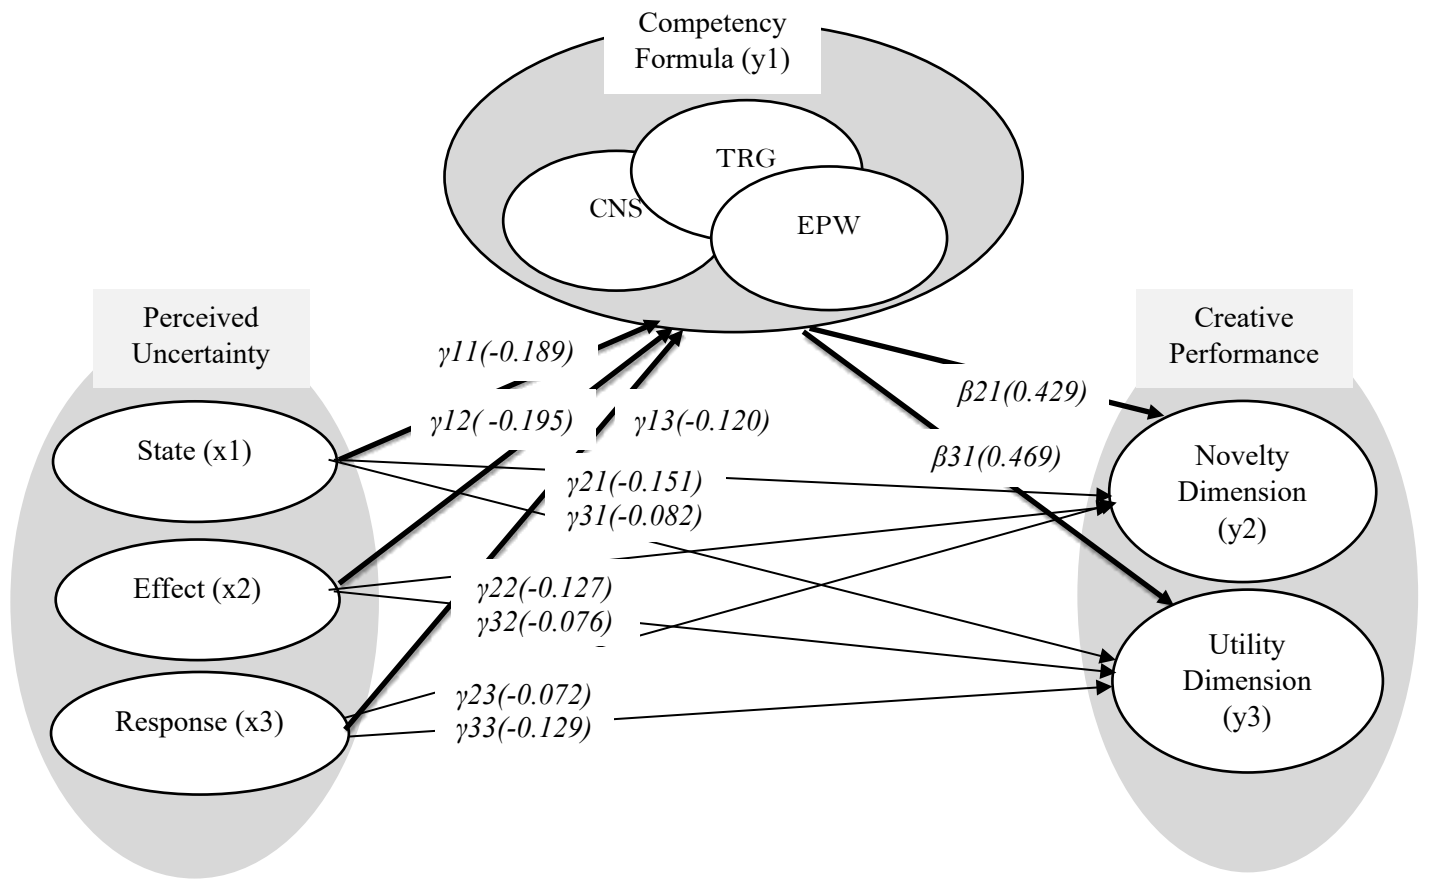 Competency
Formula (y1)
TRG
CNS
EPW
Perceived
Uncertainty
Creative
Performance
γ11(-0.189)
β21(0.429)
γ12( -0.195)
γ13(-0.120)
State (x1)
β31(0.469)
Novelty
Dimension
(y2)
γ21(-0.151)
γ31(-0.082)
Effect (x2)
γ22(-0.127)
γ32(-0.076)
Utility
Dimension
(y3)
Response (x3)
γ23(-0.072)
γ33(-0.129)